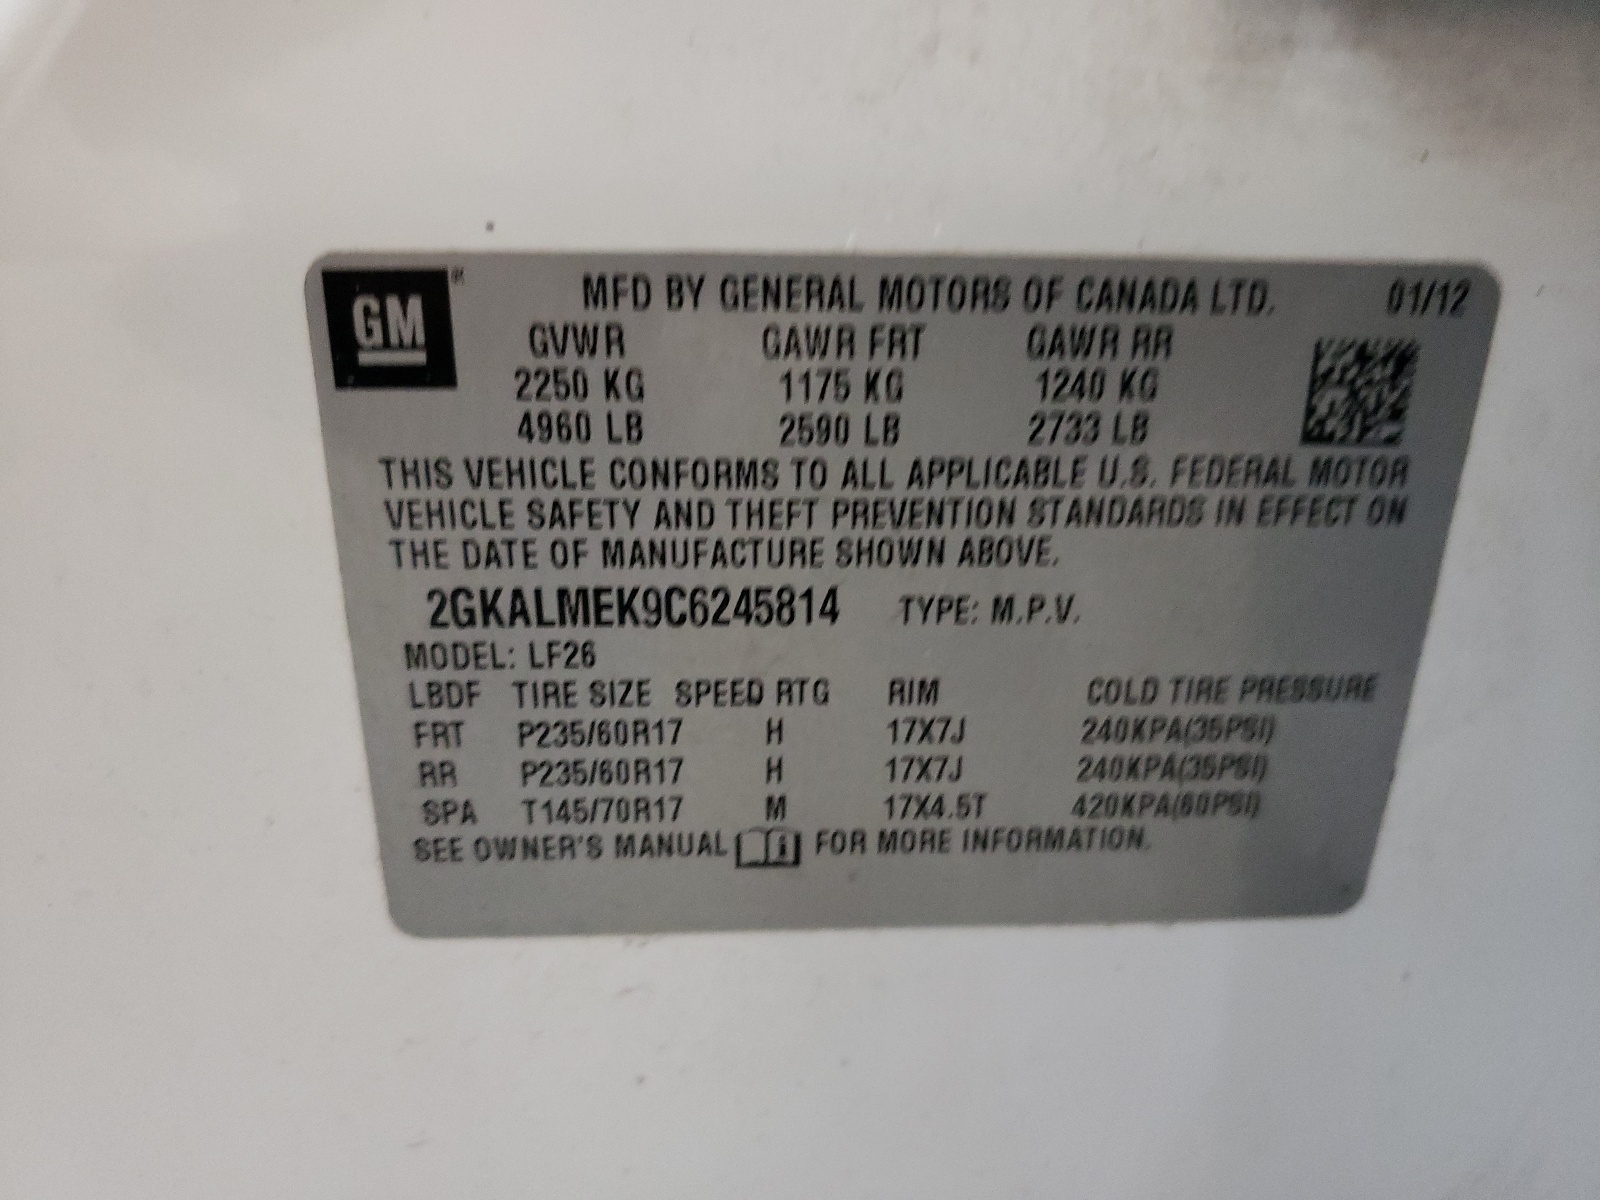 GM
MFD BY GENERAL MOTORS OF CANADA LTD. 01/12
GVWR GAWR FRT GAWR RR
2250 KG 1175 KG 1240 KG
4960 LB 2590 LB 2733 LB
THIS VEHICLE CONFORMS TO ALL APPLICABLE U.S. FEDERAL MOTOR
VEHICLE SAFETY AND THEFT PREVENTION STANDARDS IN EFFECT ON
THE DATE OF MANUFACTURE SHOWN ABOVE.
2GKALMEK9C6245814 TYPE: M.P.V.
MODEL: LF26
LBDF TIRE SIZE SPEED RTG RIM COLD TIRE PRESSURE
FRT P235/60R17 H 17X7J 240KPA(35PSI)
RR P235/60R17 H 17X7J 240KPA(35PSI)
SPA T145/70R17 M 17X4.5T 420KPA(60PSI)
SEE OWNER'S MANUAL FOR MORE INFORMATION.